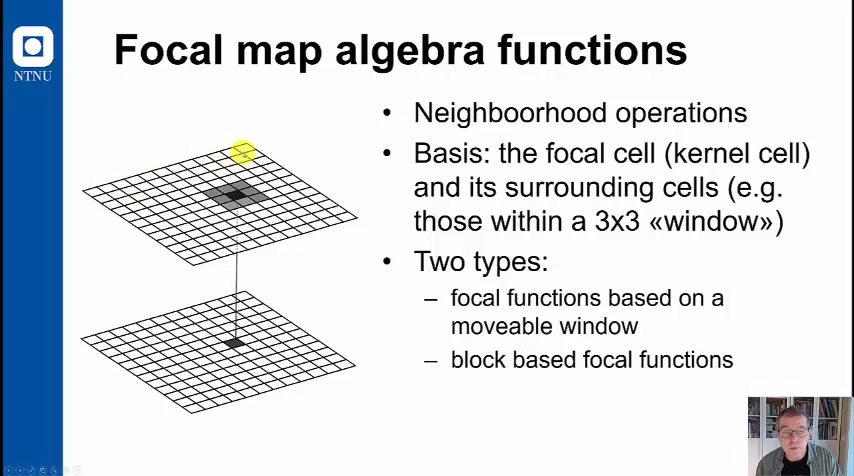 Focal map algebra functions
NTNU
• Neighboorhood operations
• Basis: the focal cell (kernel cell)
and its surrounding cells (e.g.
those within a 3x3 «window»)
• Two types:
– focal functions based on a
moveable window
– block based focal functions